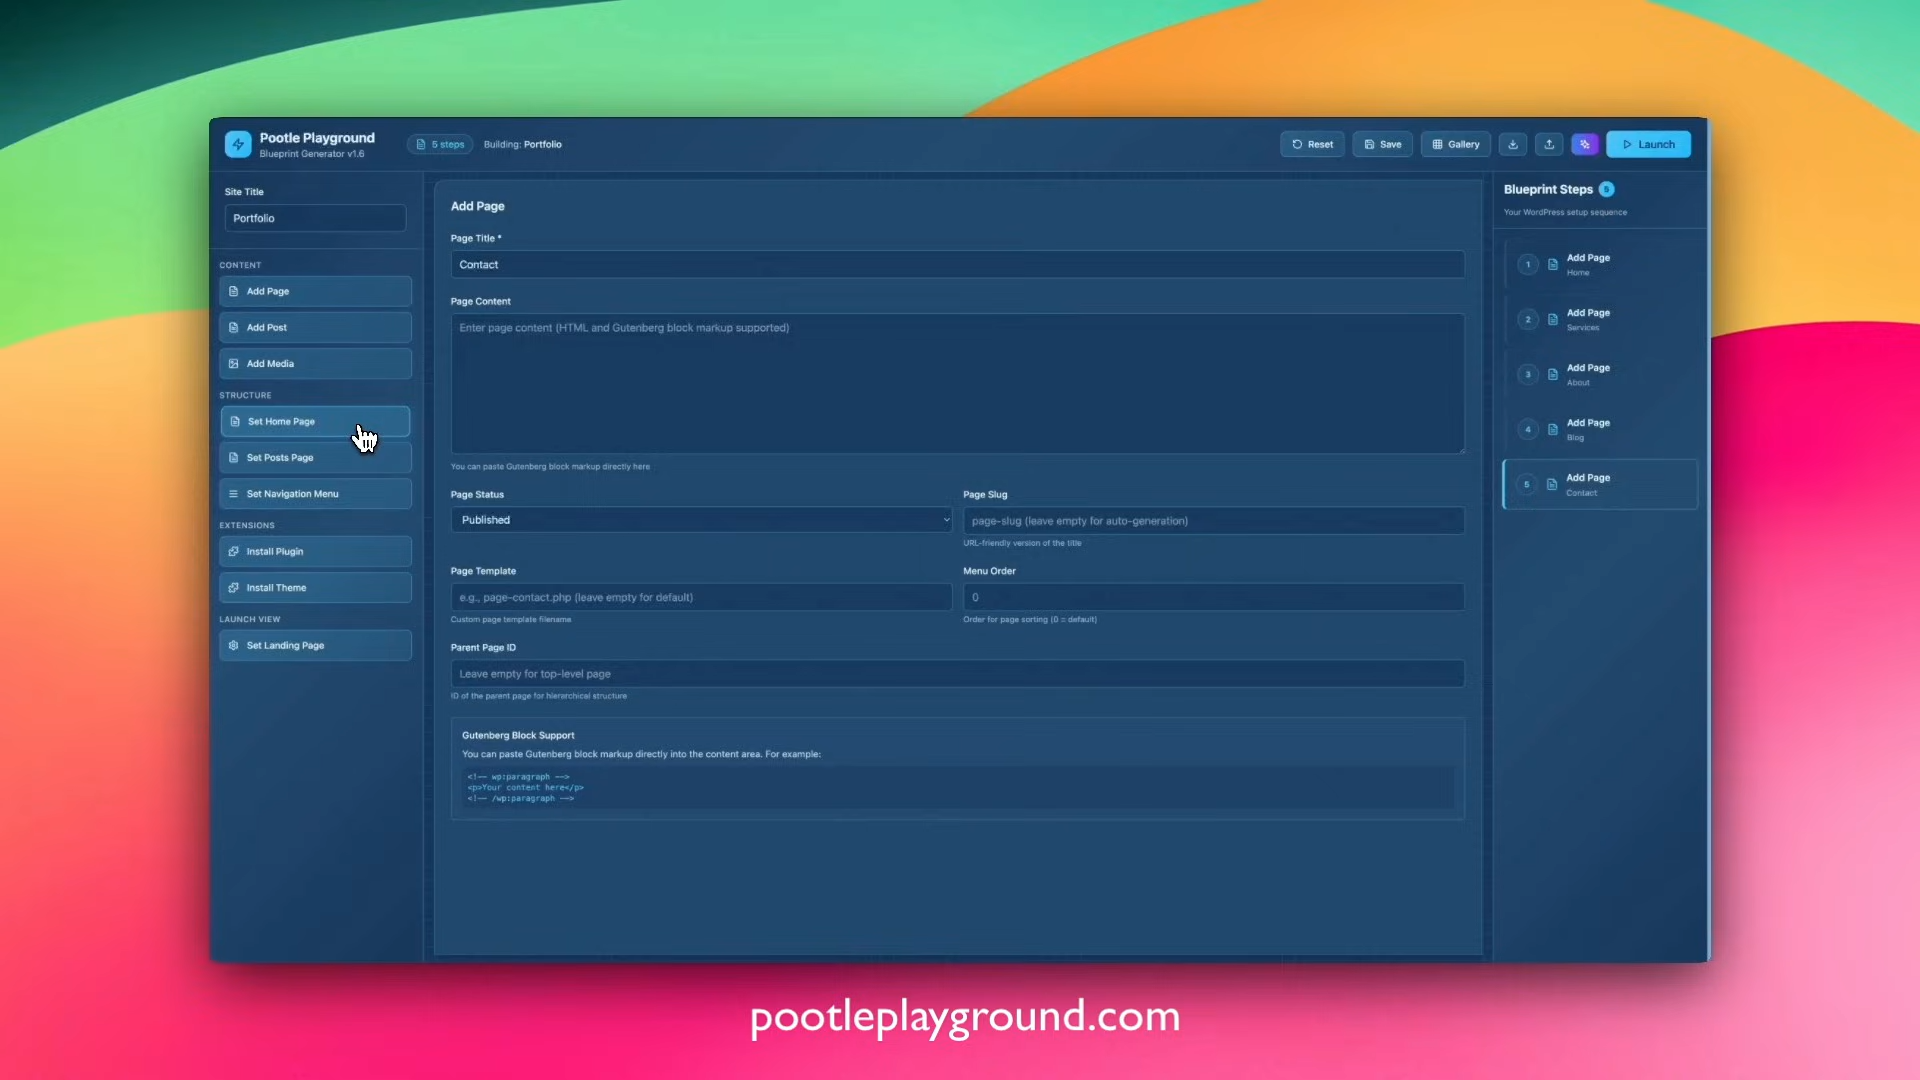 Pootle Playground
Blueprint Generator v1.6
5 steps
Building: Portfolio
Reset
Save
Gallery
Launch
Site Title
Portfolio
CONTENT
Add Page
Add Post
Add Media
STRUCTURE
Set Home Page
Set Posts Page
Set Navigation Menu
EXTENSIONS
Install Plugin
Install Theme
LAUNCH VIEW
Set Landing Page
Add Page
Page Title *
Contact
Page Content
Enter page content (HTML and Gutenberg block markup supported)
You can paste Gutenberg block markup directly here
Page Status
Published
Page Slug
page-slug (leave empty for auto-generation)
URL-friendly version of the title
Page Template
e.g., page-contact.php (leave empty for default)
Custom page template filename
Menu Order
0
Order for page sorting (0 = default)
Parent Page ID
Leave empty for top-level page
ID of the parent page for hierarchical structure
Gutenberg Block Support
You can paste Gutenberg block markup directly into the content area. For example:
<!-- wp:paragraph -->
<p>Your content here</p>
<!-- /wp:paragraph -->
Blueprint Steps 5
Your WordPress setup sequence
1
Add Page
Home
2
Add Page
Services
3
Add Page
About
4
Add Page
Blog
5
Add Page
Contact
pootleplayground.com